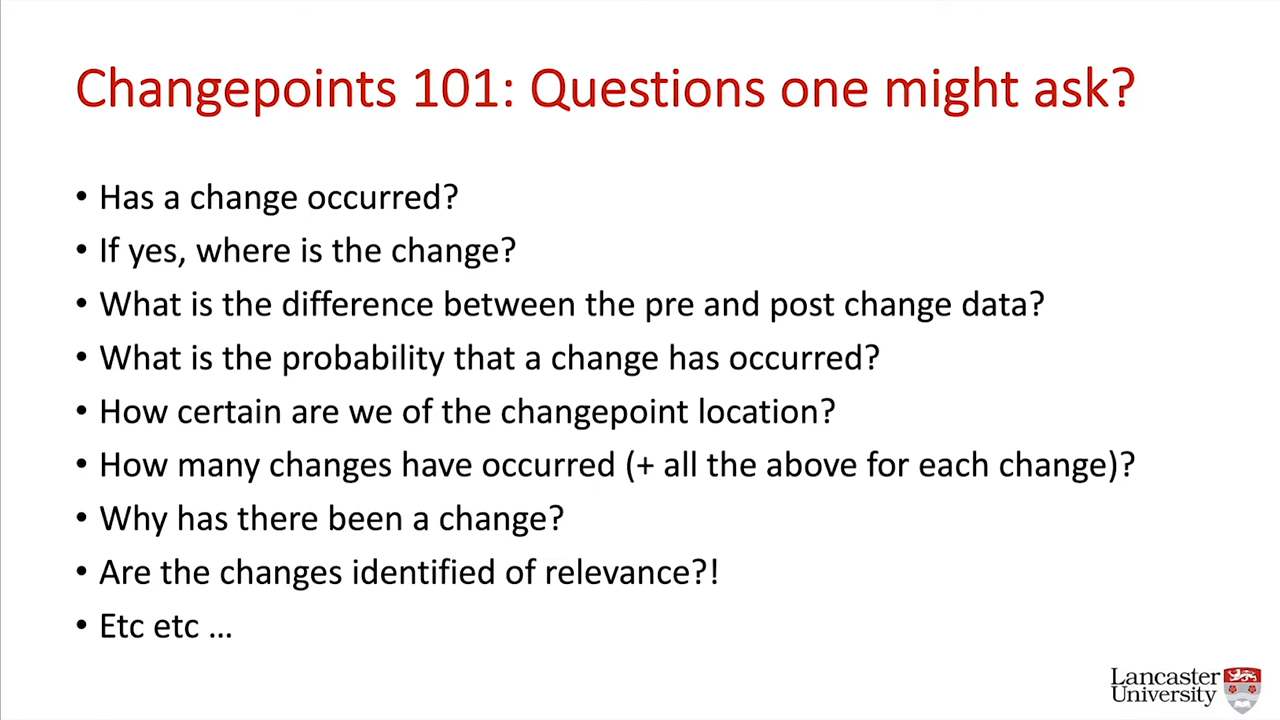 Changepoints 101: Questions one might ask?
• Has a change occurred?
• If yes, where is the change?
• What is the difference between the pre and post change data?
• What is the probability that a change has occurred?
• How certain are we of the changepoint location?
• How many changes have occurred (+ all the above for each change)?
• Why has there been a change?
• Are the changes identified of relevance?!
• Etc etc …
Lancaster
University